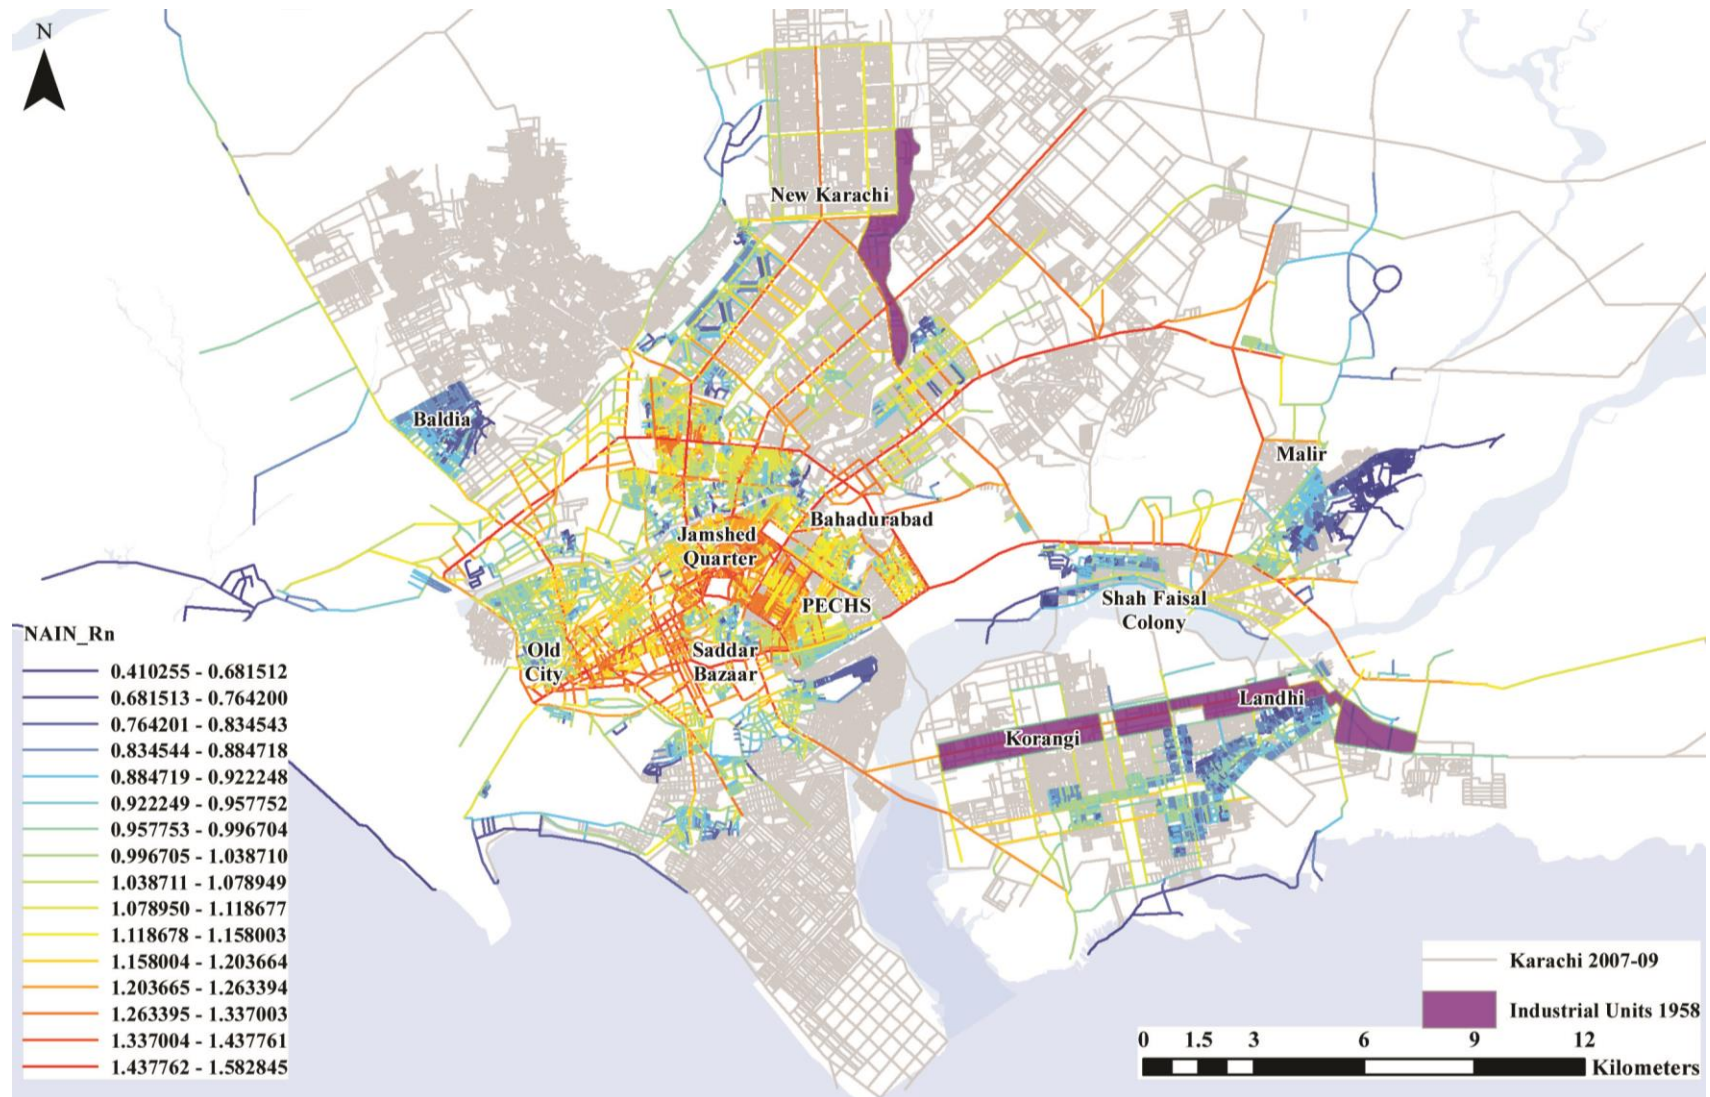 N
New Karachi
Baldia
Malir
Bahadurabad
Jamshed
Quarter
PECHS
Shah Faisal
Colony
Old
City
Saddar
Bazaar
Landhi
Korangi
NAIN_Rn
0.410255 - 0.681512
0.681513 - 0.764200
0.764201 - 0.834543
0.834544 - 0.884718
0.884719 - 0.922248
0.922249 - 0.957752
0.957753 - 0.996704
0.996705 - 1.038710
1.038711 - 1.078949
1.078950 - 1.118677
1.118678 - 1.158003
1.158004 - 1.203664
1.203665 - 1.263394
1.263395 - 1.337003
1.337004 - 1.437761
1.437762 - 1.582845
Karachi 2007-09
Industrial Units 1958
0 1.5 3 6 9 12
Kilometers